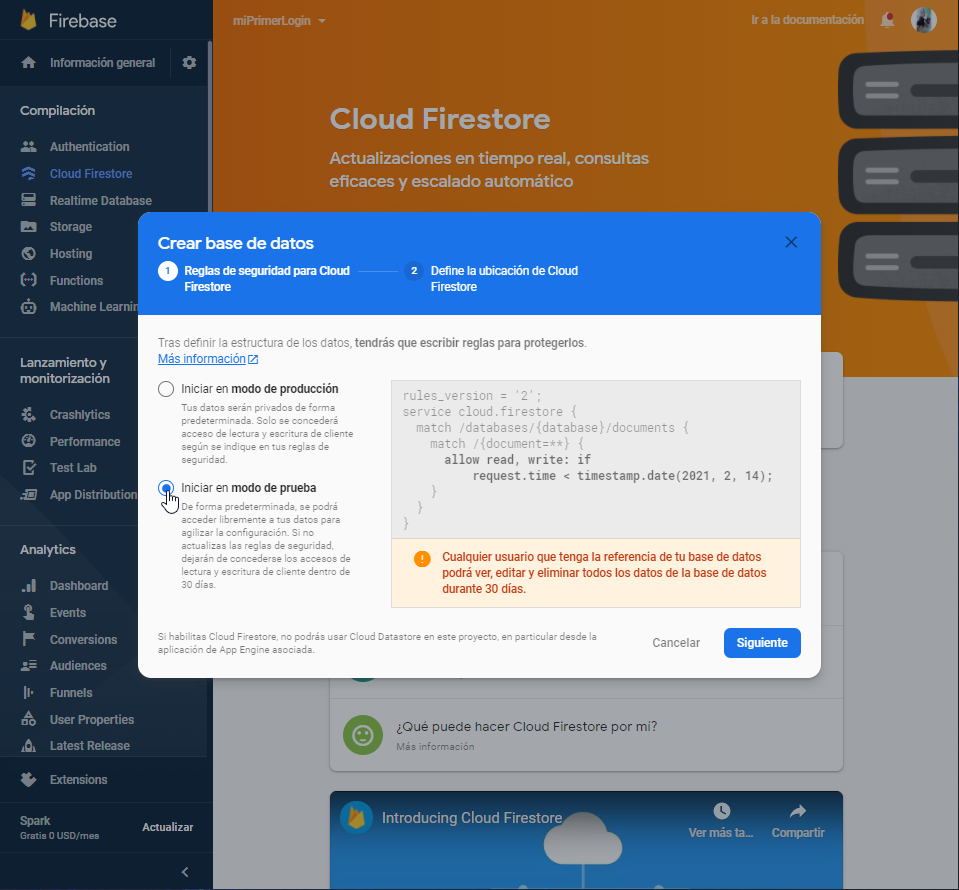 Firebase
miPrimerLogin
Ir a la documentación
Información general
Compilación
Authentication
Cloud Firestore
Realtime Database
Storage
Hosting
Functions
Machine Learnin
Lanzamiento y
monitorización
Crashlytics
Performance
Test Lab
App Distribution
Analytics
Dashboard
Events
Conversions
Audiences
Funnels
User Properties
Latest Release
Extensions
Spark
Gratis 0 USD/mes
Actualizar
Cloud Firestore
Actualizaciones en tiempo real, consultas
eficaces y escalado automático
Crear base de datos
1 Reglas de seguridad para Cloud
Firestore
2 Define la ubicación de Cloud
Firestore
Tras definir la estructura de los datos, tendrás que escribir reglas para protegerlos.
Más información
Iniciar en modo de producción
Tus datos serán privados de forma
predeterminada. Solo se concederá
acceso de lectura y escritura de cliente
según se indique en tus reglas de
seguridad.
Iniciar en modo de prueba
De forma predeterminada, se podrá
acceder libremente a tus datos para
agilizar la configuración. Si no
actualizas las reglas de seguridad,
dejarán de concederse los accesos de
lectura y escritura de cliente dentro de
30 días.
rules_version = '2';
service cloud.firestore {
match /databases/{database}/documents {
match /{document=**} {
allow read, write: if
request.time < timestamp.date(2021, 2, 14);
}
}
}
Cualquier usuario que tenga la referencia de tu base de datos
podrá ver, editar y eliminar todos los datos de la base de datos
durante 30 días.
Si habilitas Cloud Firestore, no podrás usar Cloud Datastore en este proyecto, en particular desde la
aplicación de App Engine asociada.
Cancelar
Siguiente
¿Qué puede hacer Cloud Firestore por mí?
Más información
Introducing Cloud Firestore
Ver más ta...
Compartir